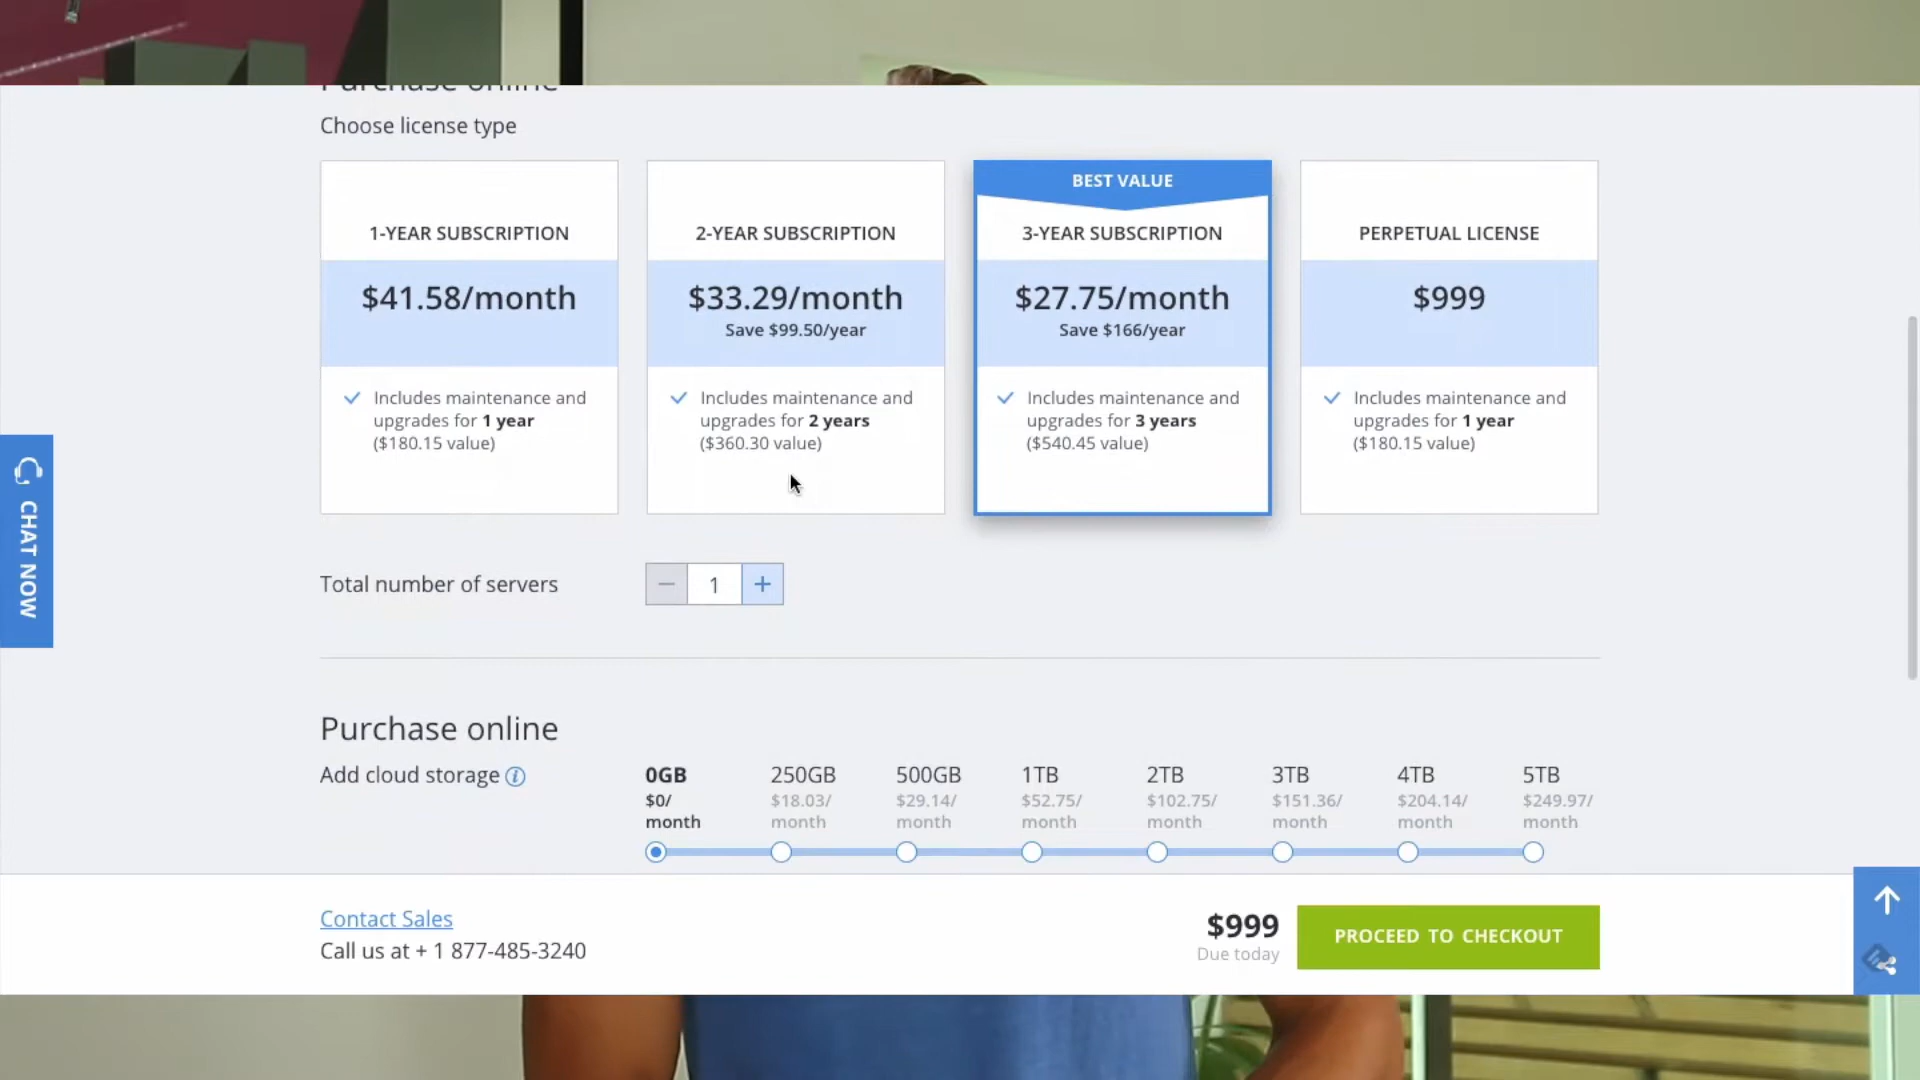 Purchase online
Choose license type
BEST VALUE
1-YEAR SUBSCRIPTION
$41.58/month
Includes maintenance and
upgrades for 1 year
($180.15 value)
2-YEAR SUBSCRIPTION
$33.29/month
Save $99.50/year
Includes maintenance and
upgrades for 2 years
($360.30 value)
3-YEAR SUBSCRIPTION
$27.75/month
Save $166/year
Includes maintenance and
upgrades for 3 years
($540.45 value)
PERPETUAL LICENSE
$999
Includes maintenance and
upgrades for 1 year
($180.15 value)
CHAT NOW
Total number of servers
1
Purchase online
Add cloud storage
0GB
$0/
month
250GB
$18.03/
month
500GB
$29.14/
month
1TB
$52.75/
month
2TB
$102.75/
month
3TB
$151.36/
month
4TB
$204.14/
month
5TB
$249.97/
month
Contact Sales
Call us at + 1 877-485-3240
$999
Due today
PROCEED TO CHECKOUT